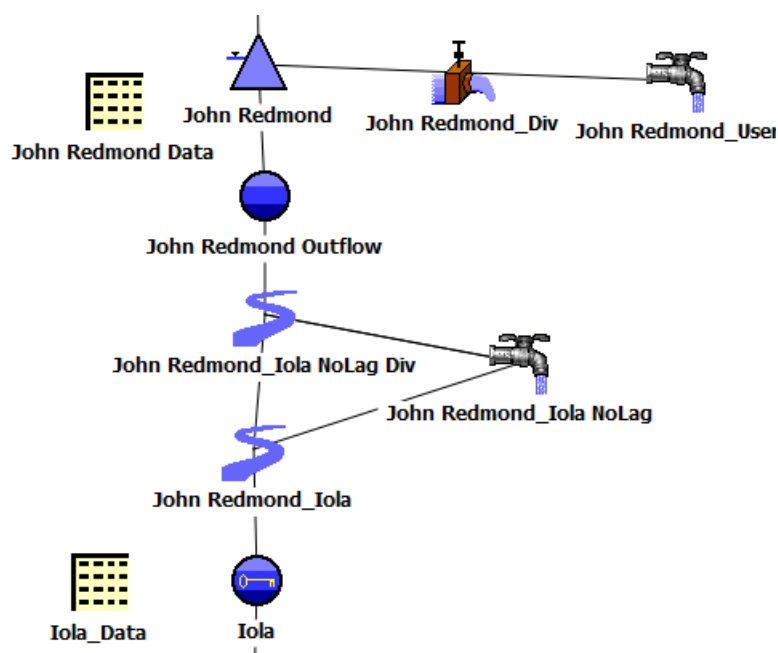 John Redmond
John Redmond_Div
John Redmond_User
John Redmond Data
John Redmond Outflow
John Redmond_Iola NoLag Div
John Redmond_Iola NoLag
John Redmond_Iola
Iola_Data
Iola